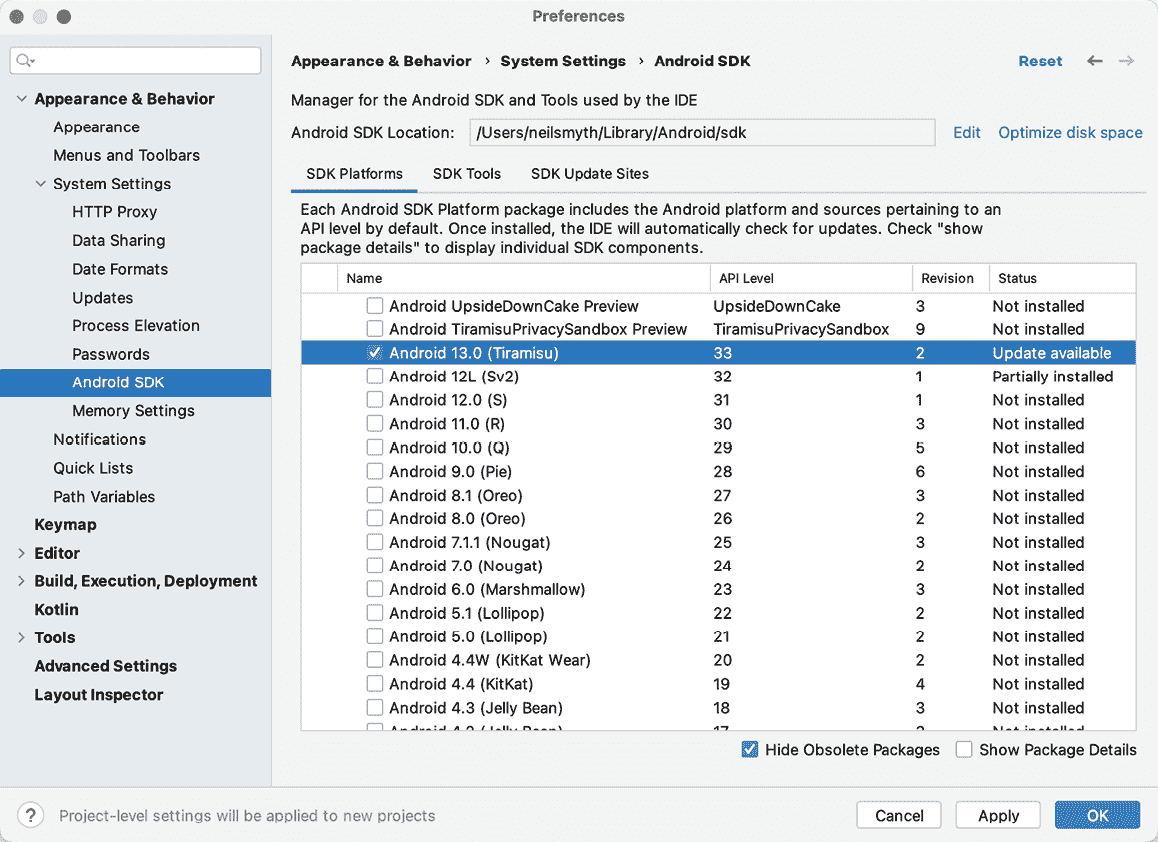 Preferences
Appearance & Behavior
Appearance
Menus and Toolbars
System Settings
HTTP Proxy
Data Sharing
Date Formats
Updates
Process Elevation
Passwords
Android SDK
Memory Settings
Notifications
Quick Lists
Path Variables
Keymap
Editor
Build, Execution, Deployment
Kotlin
Tools
Advanced Settings
Layout Inspector
Appearance & Behavior › System Settings › Android SDK Reset ← →
Manager for the Android SDK and Tools used by the IDE
Android SDK Location: /Users/neilsmyth/Library/Android/sdk Edit Optimize disk space
SDK Platforms SDK Tools SDK Update Sites
Each Android SDK Platform package includes the Android platform and sources pertaining to an
API level by default. Once installed, the IDE will automatically check for updates. Check "show
package details" to display individual SDK components.
Name API Level Revision Status
Android UpsideDownCake Preview UpsideDownCake 3 Not installed
Android TiramisuPrivacySandbox Preview TiramisuPrivacySandbox 9 Not installed
Android 13.0 (Tiramisu) 33 2 Update available
Android 12L (Sv2) 32 1 Partially installed
Android 12.0 (S) 31 1 Not installed
Android 11.0 (R) 30 3 Not installed
Android 10.0 (Q) 29 5 Not installed
Android 9.0 (Pie) 28 6 Not installed
Android 8.1 (Oreo) 27 3 Not installed
Android 8.0 (Oreo) 26 2 Not installed
Android 7.1.1 (Nougat) 25 3 Not installed
Android 7.0 (Nougat) 24 2 Not installed
Android 6.0 (Marshmallow) 23 3 Not installed
Android 5.1 (Lollipop) 22 2 Not installed
Android 5.0 (Lollipop) 21 2 Not installed
Android 4.4W (KitKat Wear) 20 2 Not installed
Android 4.4 (KitKat) 19 4 Not installed
Android 4.3 (Jelly Bean) 18 3 Not installed
Hide Obsolete Packages Show Package Details
? Project-level settings will be applied to new projects Cancel Apply OK